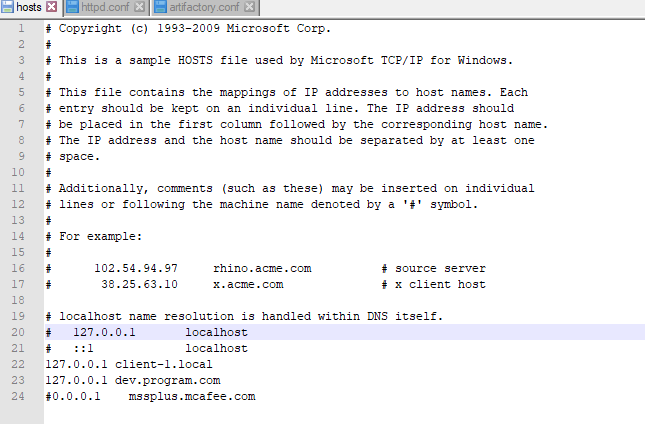 hosts httpd.conf artifactory.conf
1 # Copyright (c) 1993-2009 Microsoft Corp.
2 #
3 # This is a sample HOSTS file used by Microsoft TCP/IP for Windows.
4 #
5 # This file contains the mappings of IP addresses to host names. Each
6 # entry should be kept on an individual line. The IP address should
7 # be placed in the first column followed by the corresponding host name.
8 # The IP address and the host name should be separated by at least one
9 # space.
10 #
11 # Additionally, comments (such as these) may be inserted on individual
12 # lines or following the machine name denoted by a '#' symbol.
13 #
14 # For example:
15 #
16 #      102.54.94.97     rhino.acme.com          # source server
17 #       38.25.63.10     x.acme.com              # x client host
18
19 # localhost name resolution is handled within DNS itself.
20 #   127.0.0.1       localhost
21 #   ::1             localhost
22 127.0.0.1 client-1.local
23 127.0.0.1 dev.program.com
24 #0.0.0.1    mssplus.mcafee.com